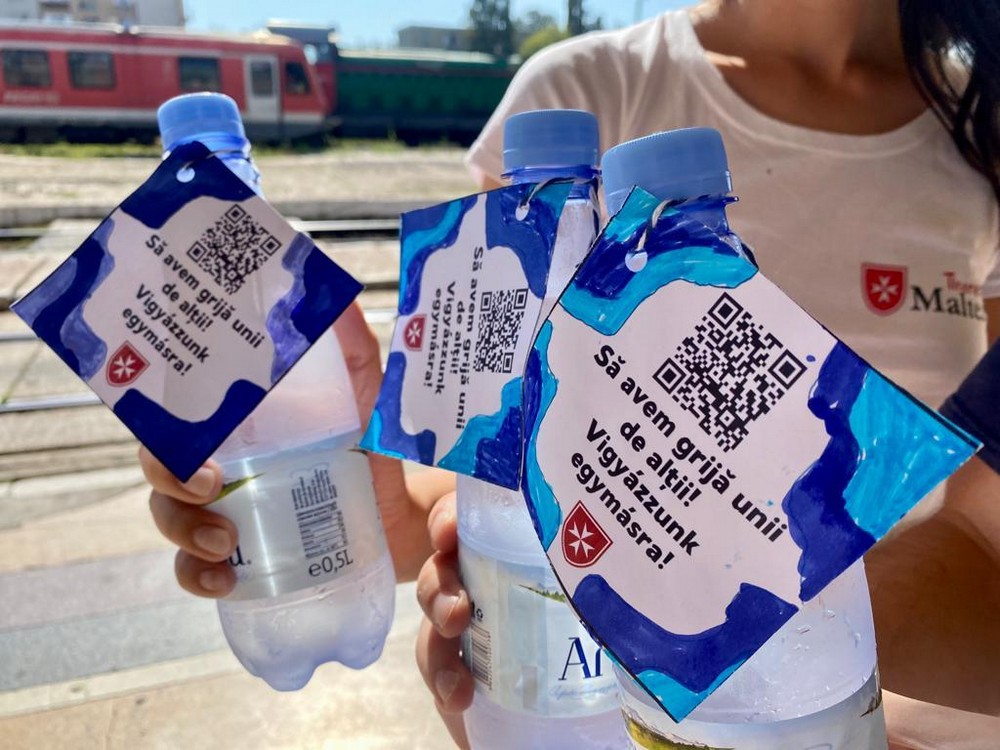 Să avem grijă unii
de alții!
Vigyázzunk
egymásra!
e0,5L
Să avem grijă unii
de alții!
Vigyázzunk
egymásra!
Să avem grijă unii
de alții!
Vigyázzunk
egymásra!